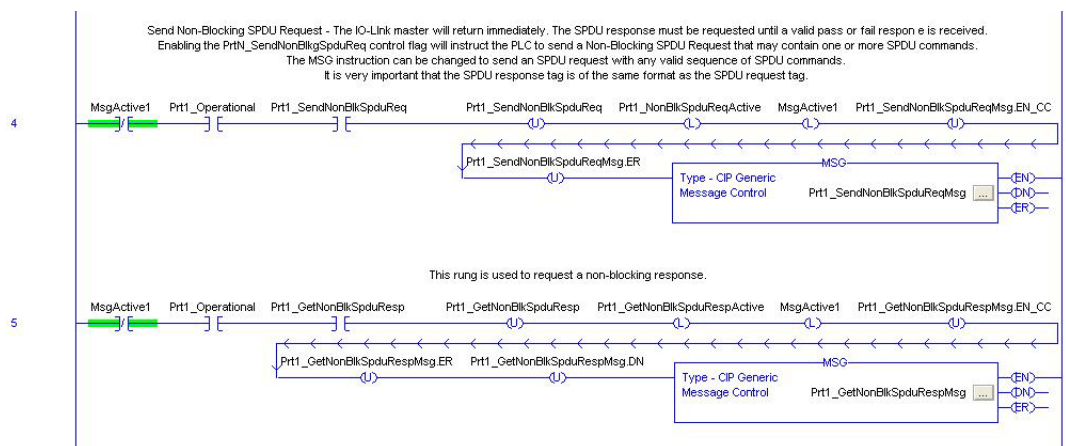 Send Non-Blocking SPDU Request - The IO-LInk master will return immediately. The SPDU response must be requested until a valid pass or fail respon e is received.
Enabling the PrtN_SendNonBlkgSpduReq control flag will instruct the PLC to send a Non-Blocking SPDU Request that may contain one or more SPDU commands.
The MSG instruction can be changed to send an SPDU request with any valid sequence of SPDU commands.
It is very important that the SPDU response tag is of the same format as the SPDU request tag.
MsgActive1 Prt1_Operational Prt1_SendNonBlkSpduReq Prt1_SendNonBlkSpduReq Prt1_NonBlkSpduReqActive MsgActive1 Prt1_SendNonBlkSpduReqMsg.EN_CC
4 / U L L U
Prt1_SendNonBlkSpduReqMsg.ER MSG
U Type - CIP Generic EN
Message Control Prt1_SendNonBlkSpduReqMsg ... DN
ER
This rung is used to request a non-blocking response.
MsgActive1 Prt1_Operational Prt1_GetNonBlkSpduResp Prt1_GetNonBlkSpduResp Prt1_GetNonBlkSpduRespActive MsgActive1 Prt1_GetNonBlkSpduRespMsg.EN_CC
5 / U L L U
Prt1_GetNonBlkSpduRespMsg.ER Prt1_GetNonBlkSpduRespMsg.DN MSG
U U Type - CIP Generic EN
Message Control Prt1_GetNonBlkSpduRespMsg ... DN
ER